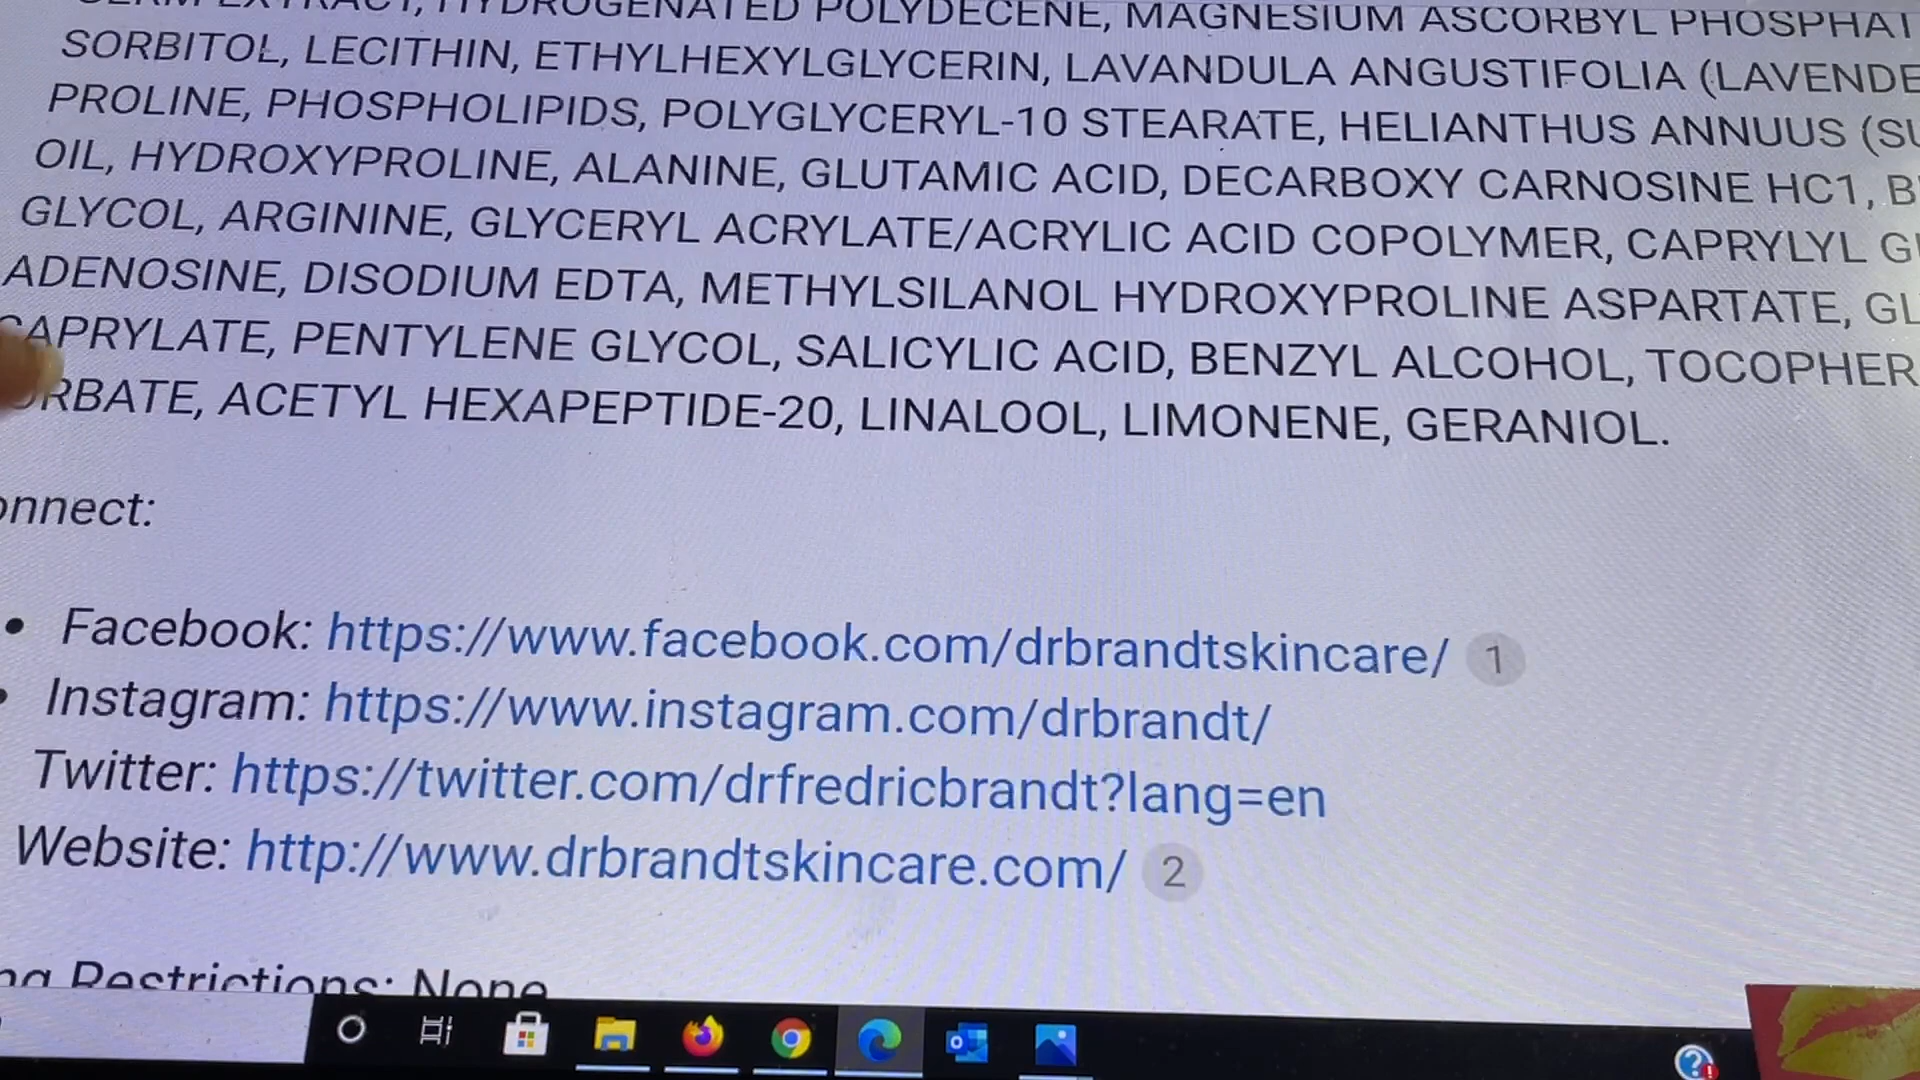 EXTRACT, HYDROGENATED POLYDECENE, MAGNESIUM ASCORBYL PHOSPHAT
SORBITOL, LECITHIN, ETHYLHEXYLGLYCERIN, LAVANDULA ANGUSTIFOLIA (LAVENDE
PROLINE, PHOSPHOLIPIDS, POLYGLYCERYL-10 STEARATE, HELIANTHUS ANNUUS (SU
OIL, HYDROXYPROLINE, ALANINE, GLUTAMIC ACID, DECARBOXY CARNOSINE HC1, B
GLYCOL, ARGININE, GLYCERYL ACRYLATE/ACRYLIC ACID COPOLYMER, CAPRYLYL G
ADENOSINE, DISODIUM EDTA, METHYLSILANOL HYDROXYPROLINE ASPARTATE, GL
CAPRYLATE, PENTYLENE GLYCOL, SALICYLIC ACID, BENZYL ALCOHOL, TOCOPHER
ORBATE, ACETYL HEXAPEPTIDE-20, LINALOOL, LIMONENE, GERANIOL.
onnect:
• Facebook: https://www.facebook.com/drbrandtskincare/ 1
• Instagram: https://www.instagram.com/drbrandt/
Twitter: https://twitter.com/drfredricbrandt?lang=en
Website: http://www.drbrandtskincare.com/ 2
ng Restrictions: None